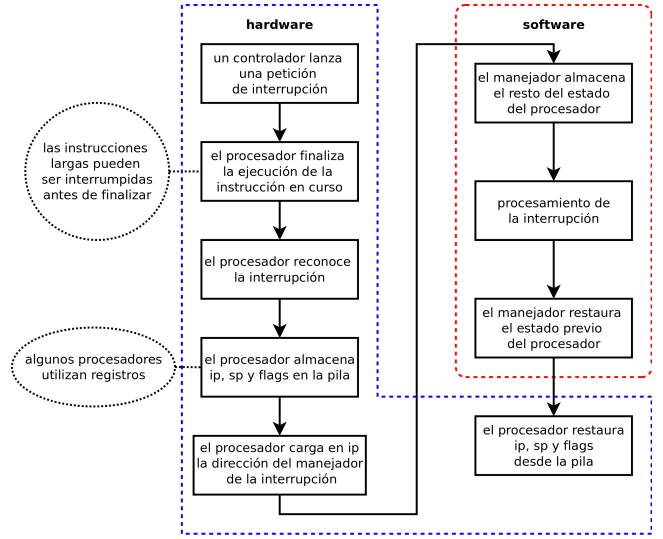 hardware
un controlador lanza
una petición
de interrupción
las instrucciones
largas pueden
ser interrumpidas
antes de finalizar
el procesador finaliza
la ejecución de la
instrucción en curso
el procesador reconoce
la interrupción
algunos procesadores
utilizan registros
el procesador almacena
ip, sp y flags en la pila
el procesador carga en ip
la dirección del manejador
de la interrupción
software
el manejador almacena
el resto del estado
del procesador
procesamiento de
la interrupción
el manejador restaura
el estado previo
del procesador
el procesador restaura
ip, sp y flags
desde la pila